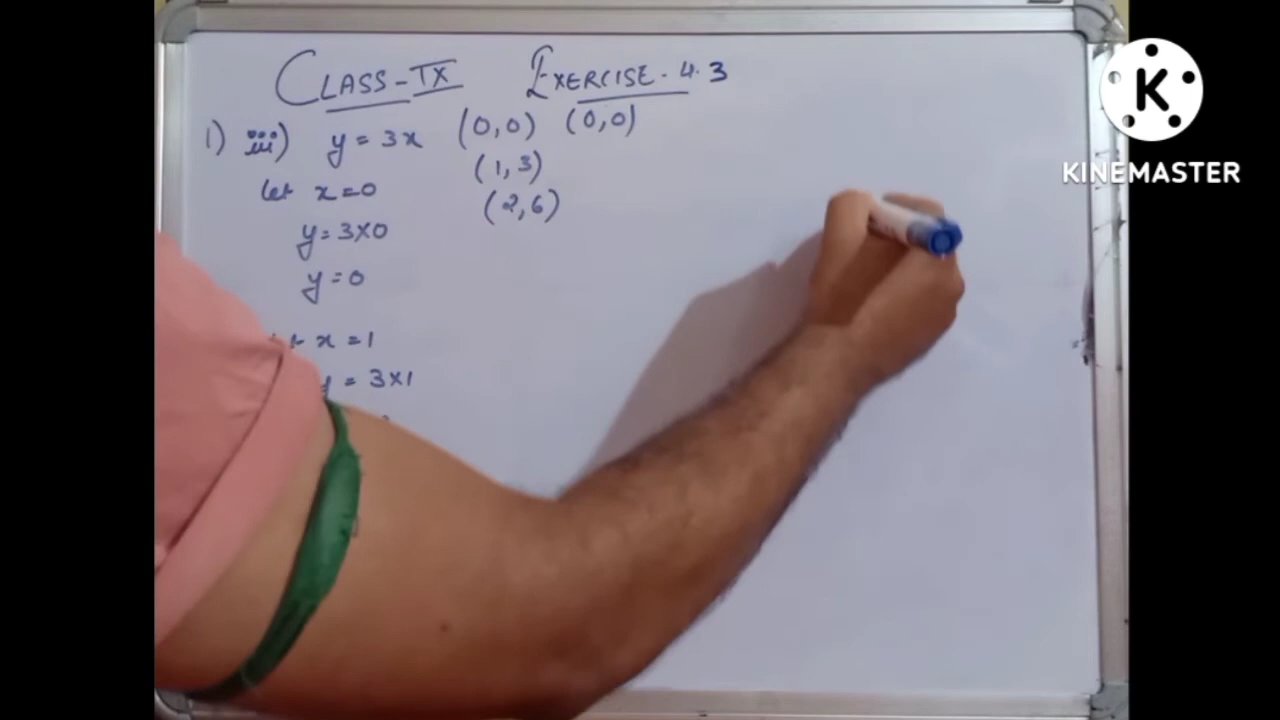 CLASS-IX EXERCISE-4.3
1) iii) y = 3x (0,0) (0,0)
(1,3)
let x=0
(2,6)
y=3×0
y=0
x=1
= 3×1
K
KINEMASTER